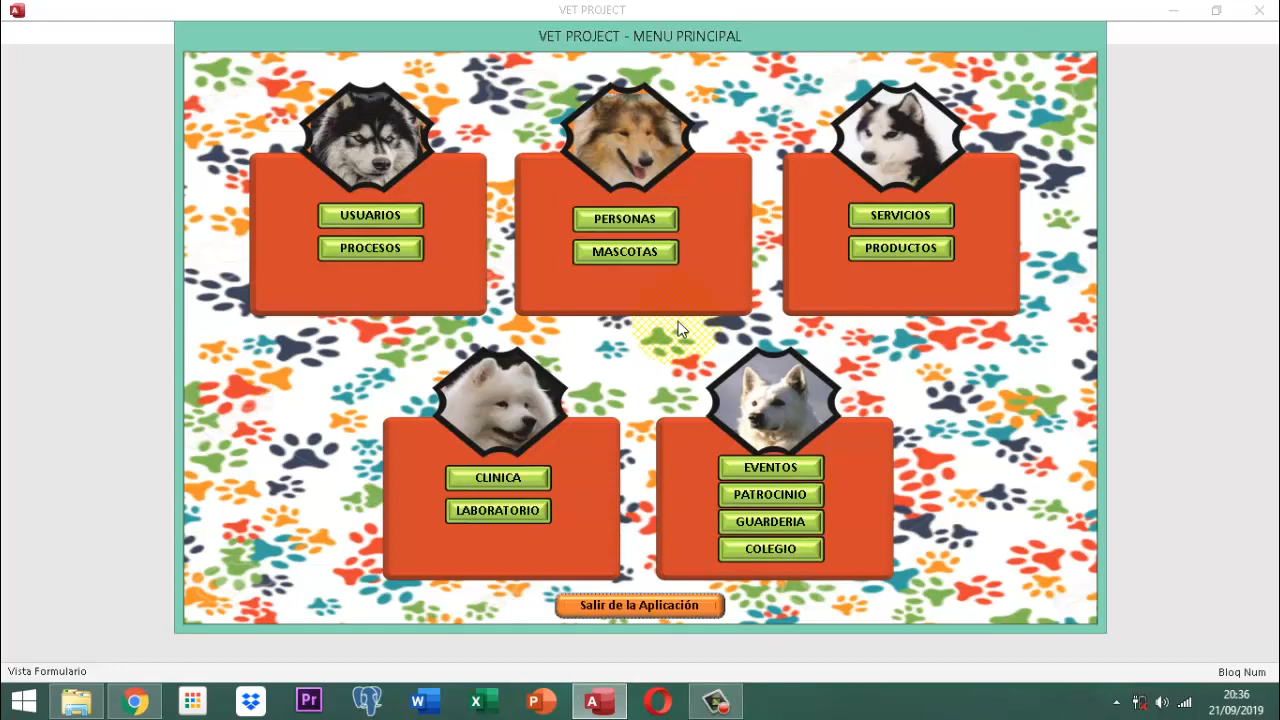 VET PROJECT
VET PROJECT - MENU PRINCIPAL
USUARIOS
PROCESOS
PERSONAS
MASCOTAS
SERVICIOS
PRODUCTOS
CLINICA
LABORATORIO
EVENTOS
PATROCINIO
GUARDERIA
COLEGIO
Salir de la Aplicación
Vista Formulario
Bloq Num
Pr
20:36
21/09/2019